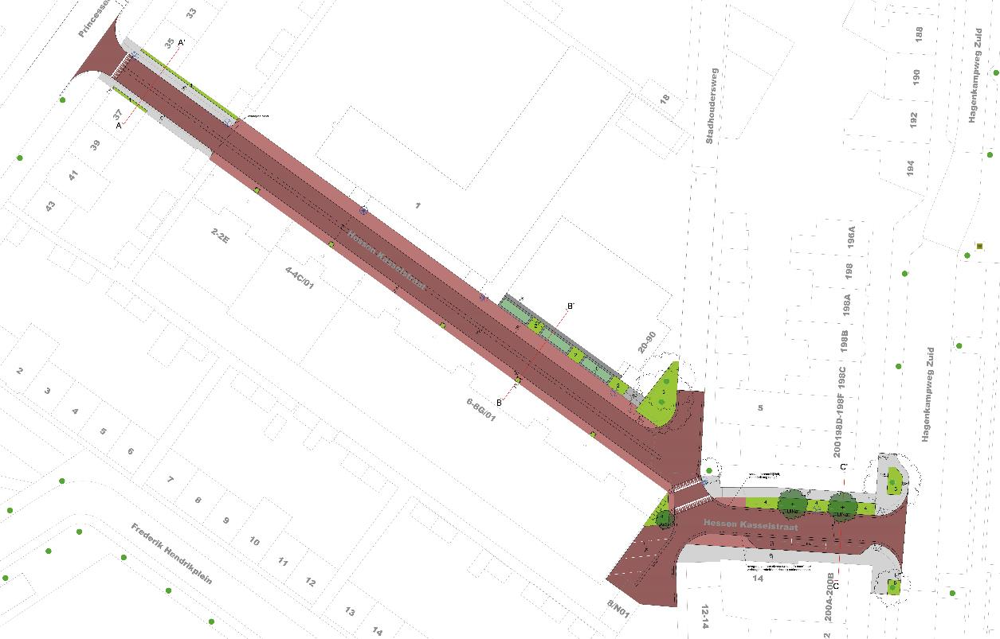 Princesse
33
35
A'
37
A
39
41
43
18
Stadhoudersweg
188
190
192
194
Hagenkampweg Zuid
1
2-2E
Hessen Kasselstraat
4-4C/01
196A
198
198A
198B
198C
200198D-198F
B'
20-90
B
6-8G/01
5
Hagenkampweg Zuid
2
3
4
5
6
7
8
9
10
11
12
13
14
Frederik Hendrikplein
C'
Hessen Kasselstraat
14
C
200A-200B
8/N01
12-14
2